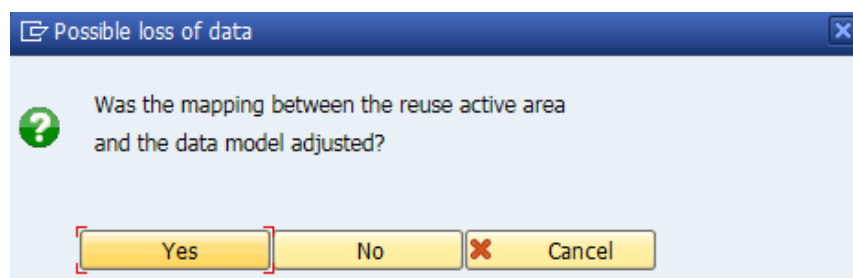 Possible loss of data
Was the mapping between the reuse active area
and the data model adjusted?
Yes No Cancel